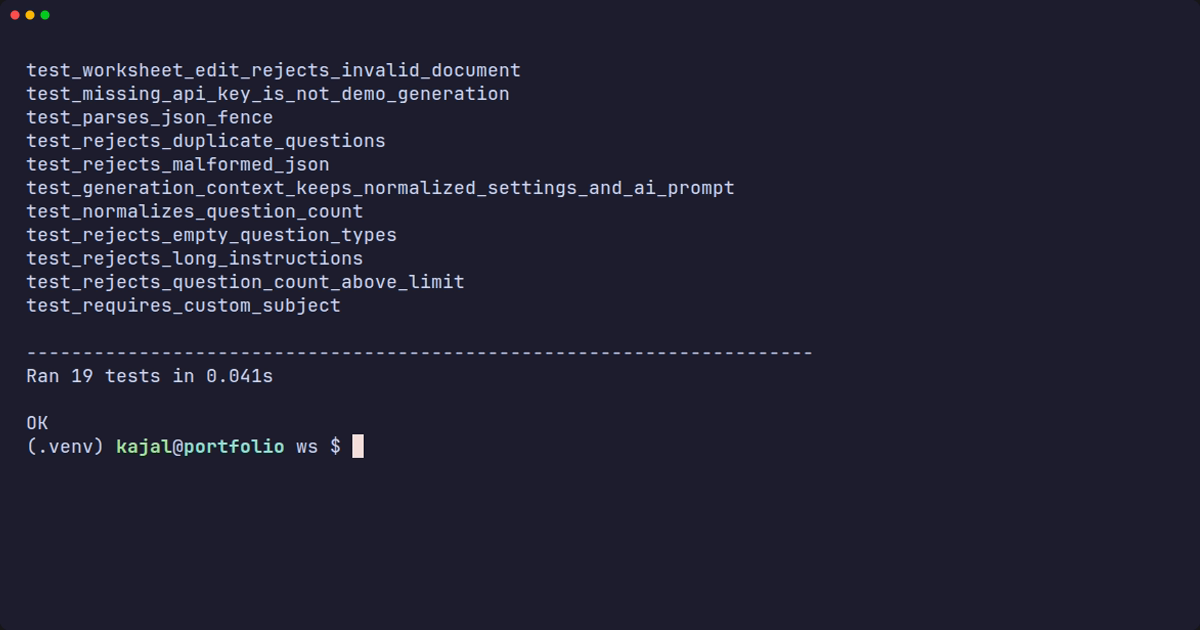 test_worksheet_edit_rejects_invalid_document
test_missing_api_key_is_not_demo_generation
test_parses_json_fence
test_rejects_duplicate_questions
test_rejects_malformed_json
test_generation_context_keeps_normalized_settings_and_ai_prompt
test_normalizes_question_count
test_rejects_empty_question_types
test_rejects_long_instructions
test_rejects_question_count_above_limit
test_requires_custom_subject
----------------------------------------------------------------------
Ran 19 tests in 0.041s
OK
(.venv) kajal@portfolio ws $